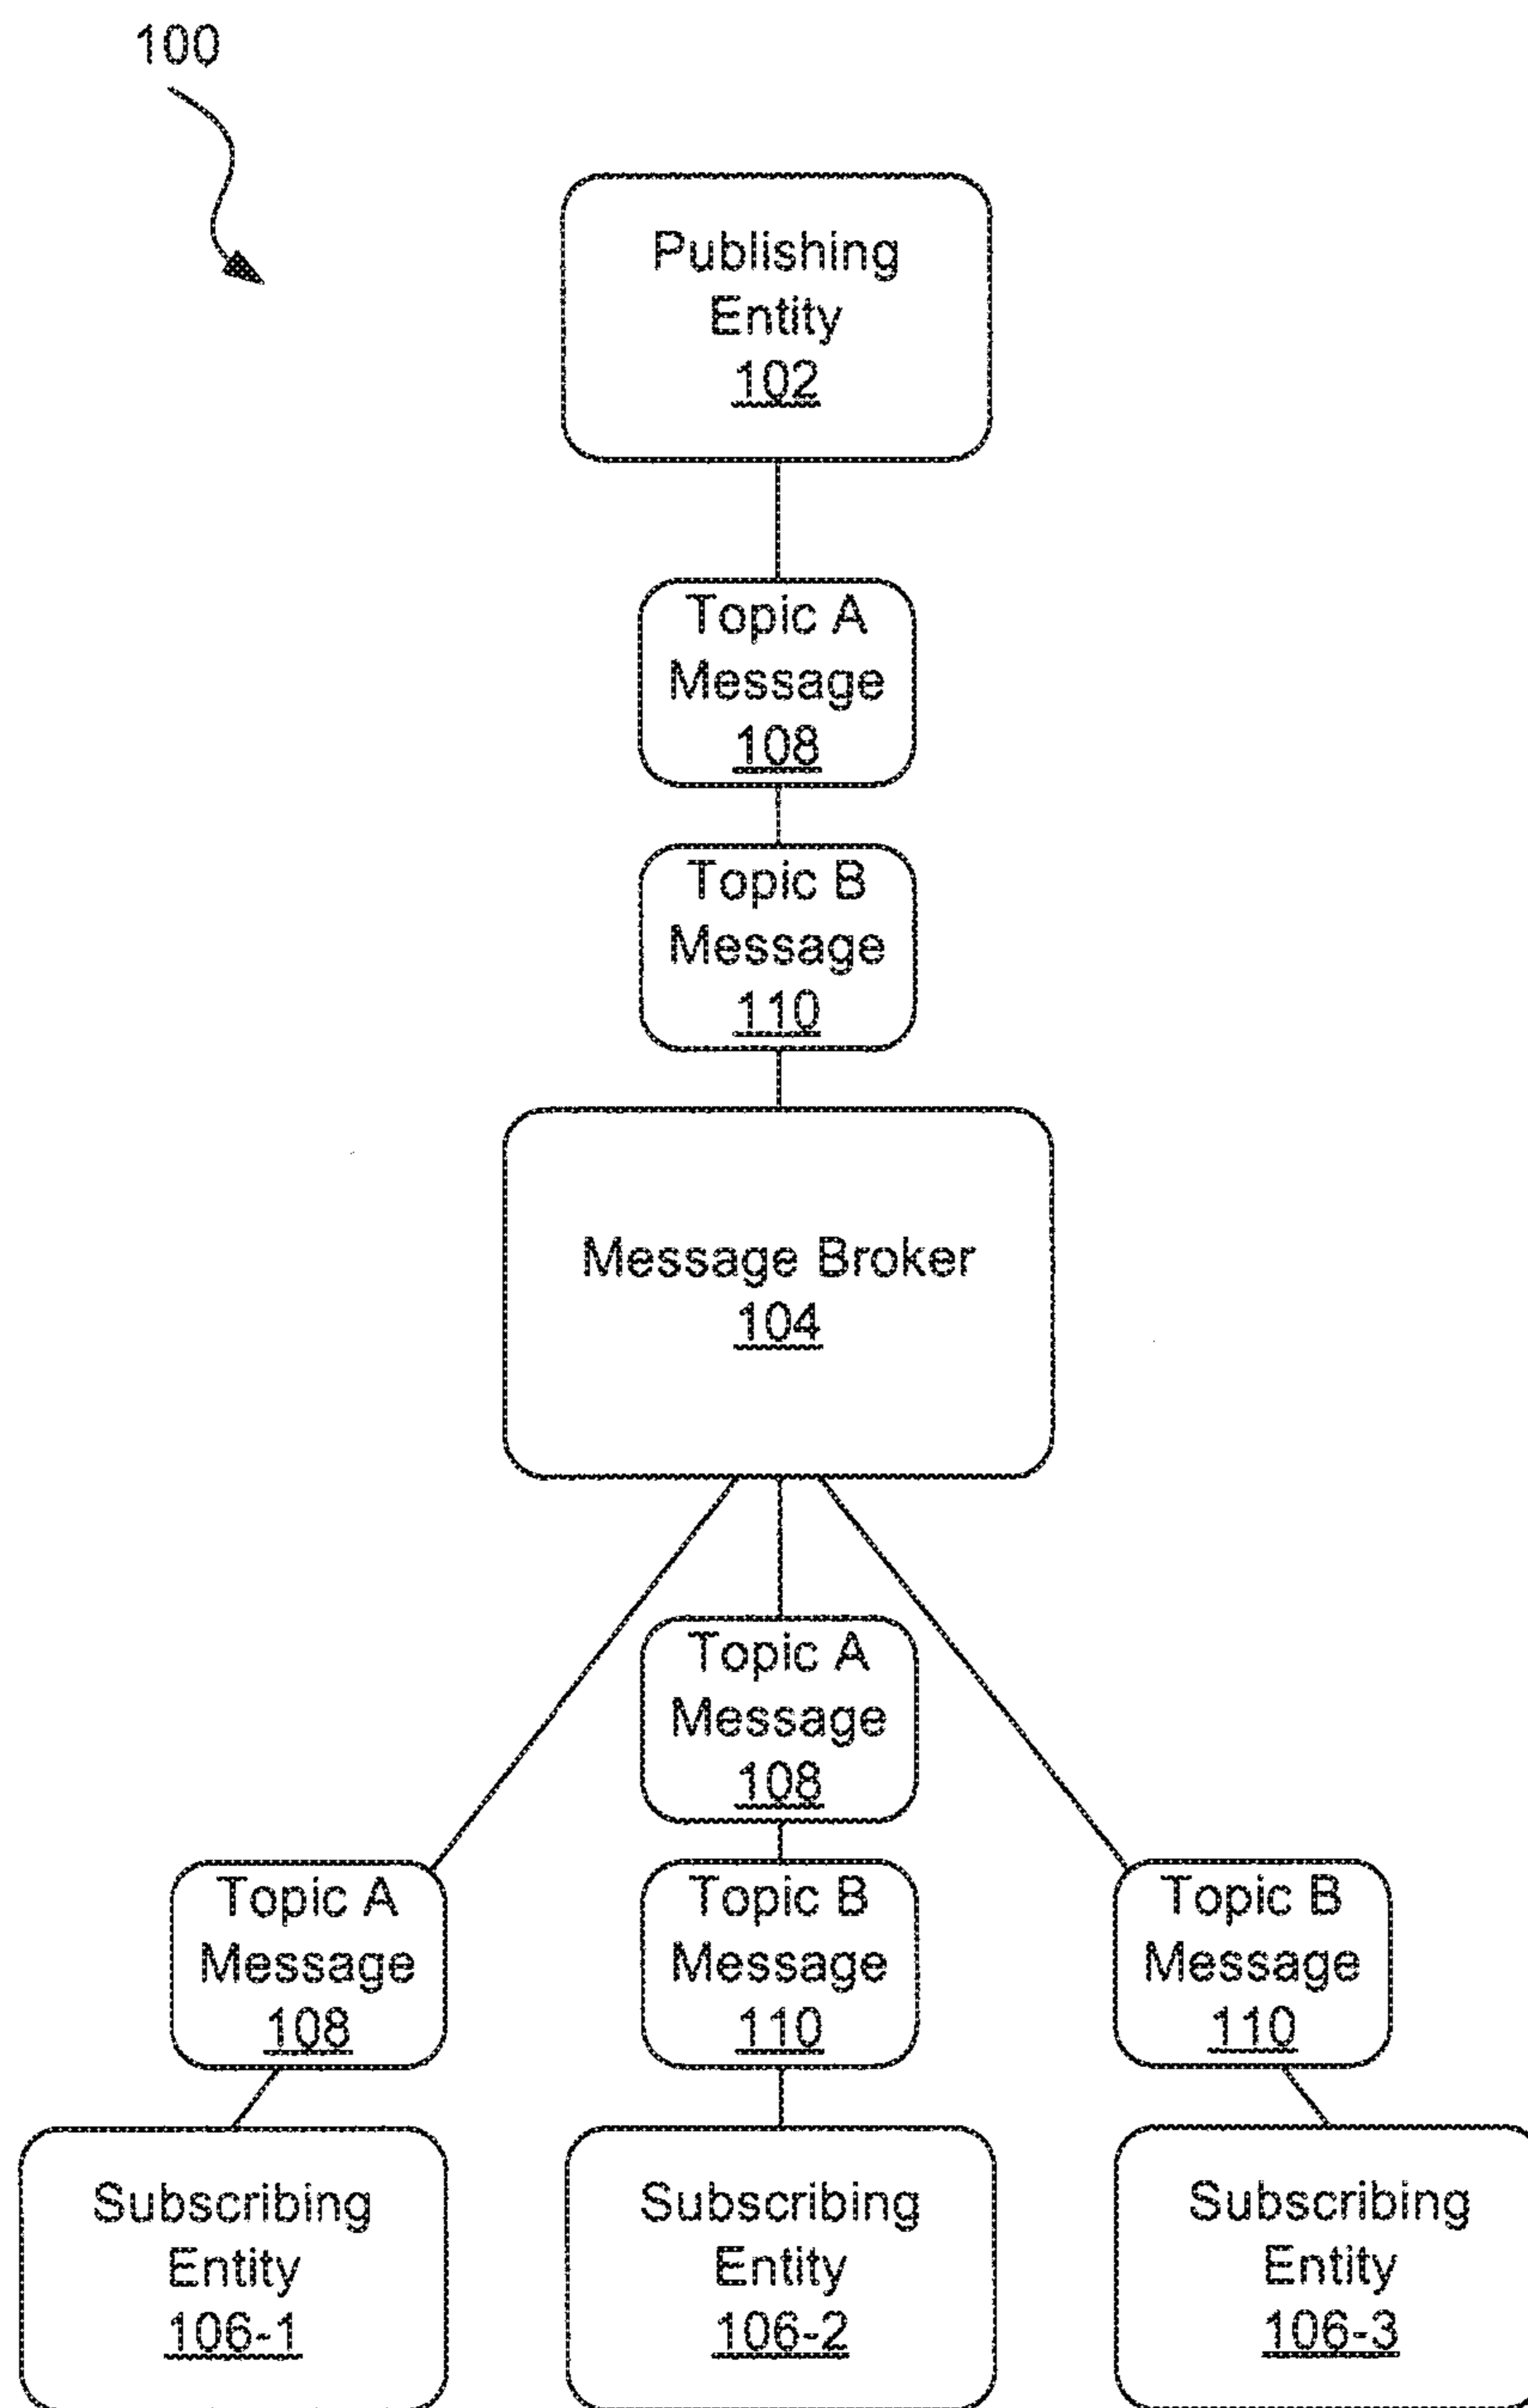 100
Publishing
Entity
102
Topic A
Message
108
Topic B
Message
110
Message Broker
104
Topic A
Message
108
Topic A
Message
108
Topic B
Message
110
Topic B
Message
110
Subscribing
Entity
106-1
Subscribing
Entity
106-2
Subscribing
Entity
106-3